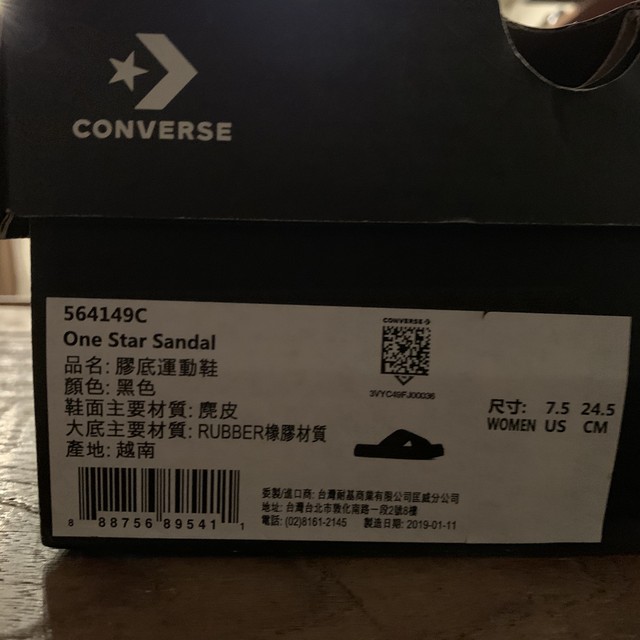 CONVERSE
564149C
One Star Sandal
品名: 膠底運動鞋
顏色: 黑色
鞋面主要材質: 麂皮
大底主要材質: RUBBER橡膠材質
產地: 越南
CONVERSE
3VYC49FJ00036
尺寸: 7.5 24.5
WOMEN US CM
委製/進口商: 台灣耐基商業有限公司匡威分公司
地址: 台灣台北市敦化南路一段2號8樓
電話: (02)8161-2145 製造日期: 2019-01-11
8 88756 89541 1